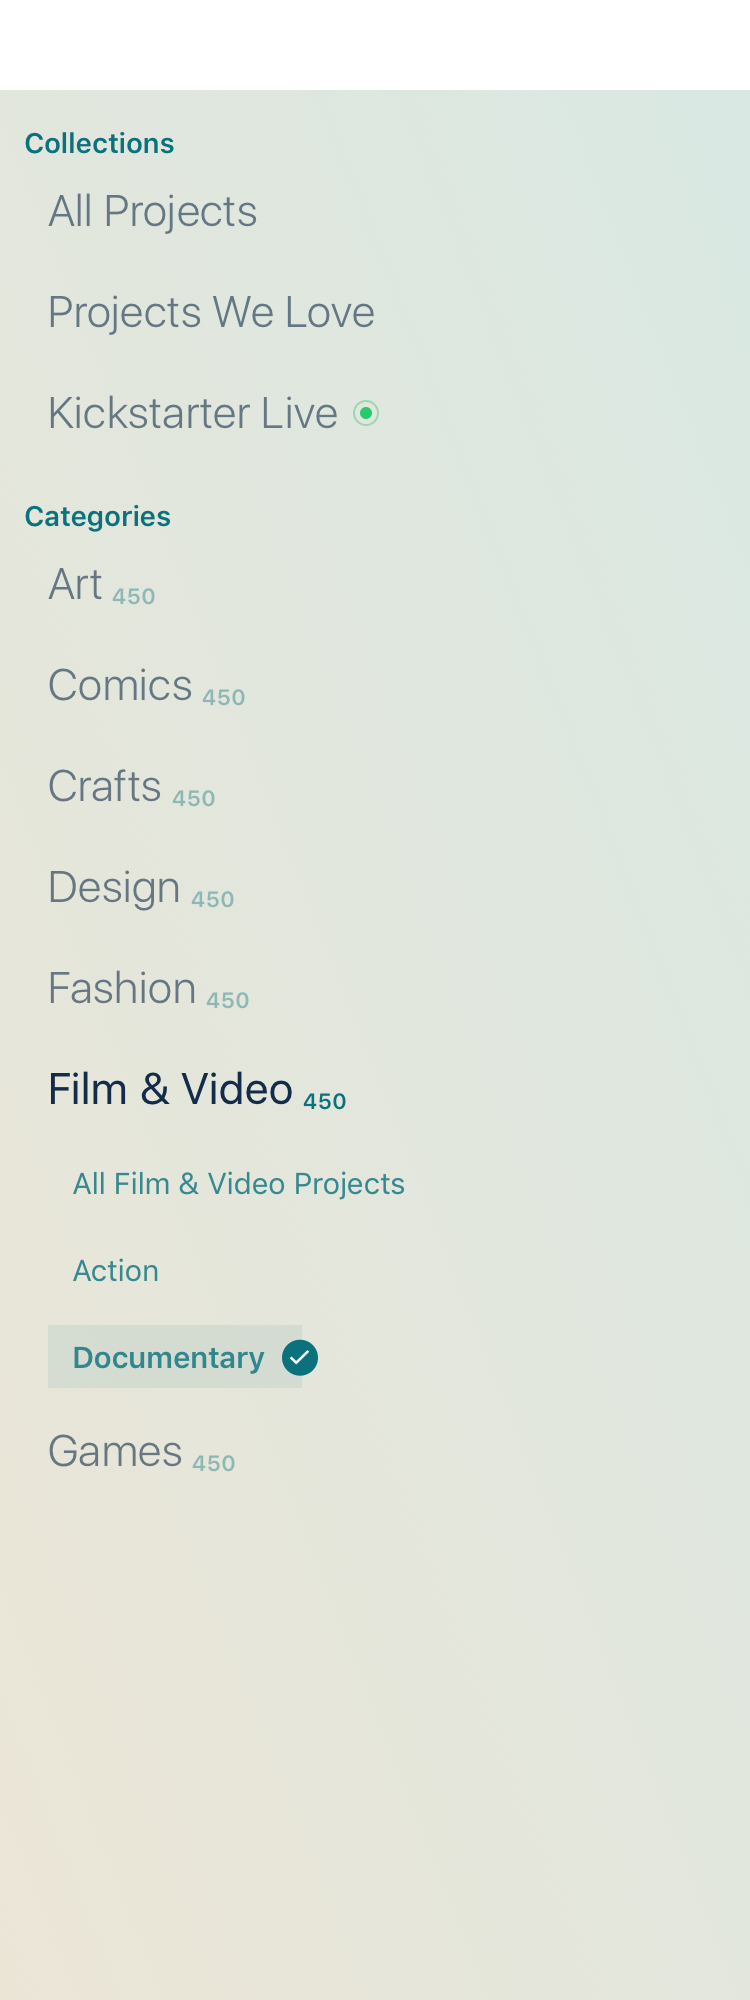 Collections
All Projects
Projects We Love
Kickstarter Live
Categories
Art 450
Comics 450
Crafts 450
Design 450
Fashion 450
Film & Video 450
All Film & Video Projects
Action
Documentary
Games 450